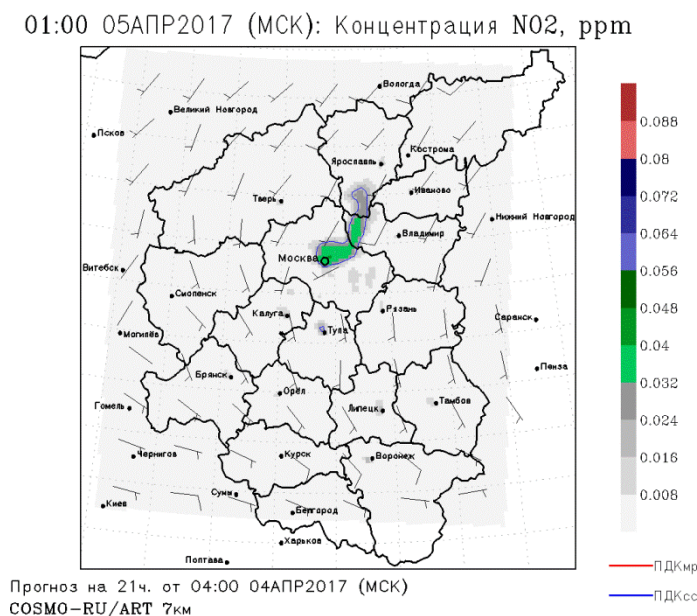 01:00 05АПР2017 (МСК): Концентрация NO2, ppm
Вологда
Великий Новгород
Псков
Кострома
Ярославль
Иваново
Тверь
Нижний Новгород
Владимир
Москва
Витебск
Смоленск
Калуга
Рязань
Саранск
Могилёв
Тула
Пенза
Брянск
Орёл
Гомель
Липецк
Тамбов
Чернигов
Курск
Воронеж
Сумы
Киев
Белгород
Харьков
Полтава
0.088
0.08
0.072
0.064
0.056
0.048
0.04
0.032
0.024
0.016
0.008
ПДКмр
ПДКсс
Прогноз на 21ч. от 04:00 04АПР2017 (МСК)
COSMO-RU/ART 7км